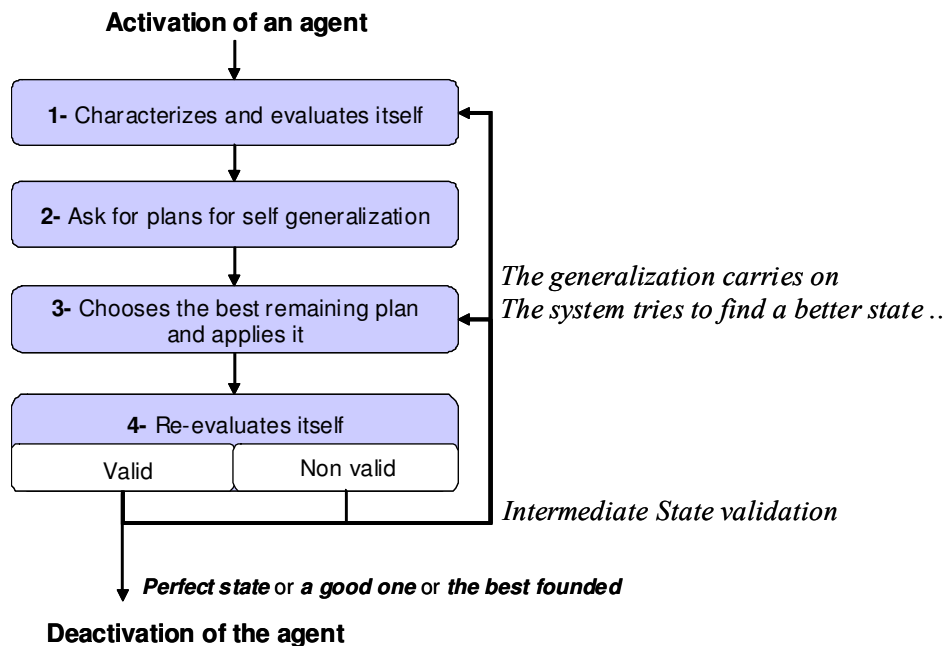 Activation of an agent
1- Characterizes and evaluates itself
2- Ask for plans for self generalization
The generalization carries on
The system tries to find a better state ..
3- Chooses the best remaining plan
and applies it
4- Re-evaluates itself
Valid
Non valid
Intermediate State validation
Perfect state or a good one or the best founded
Deactivation of the agent